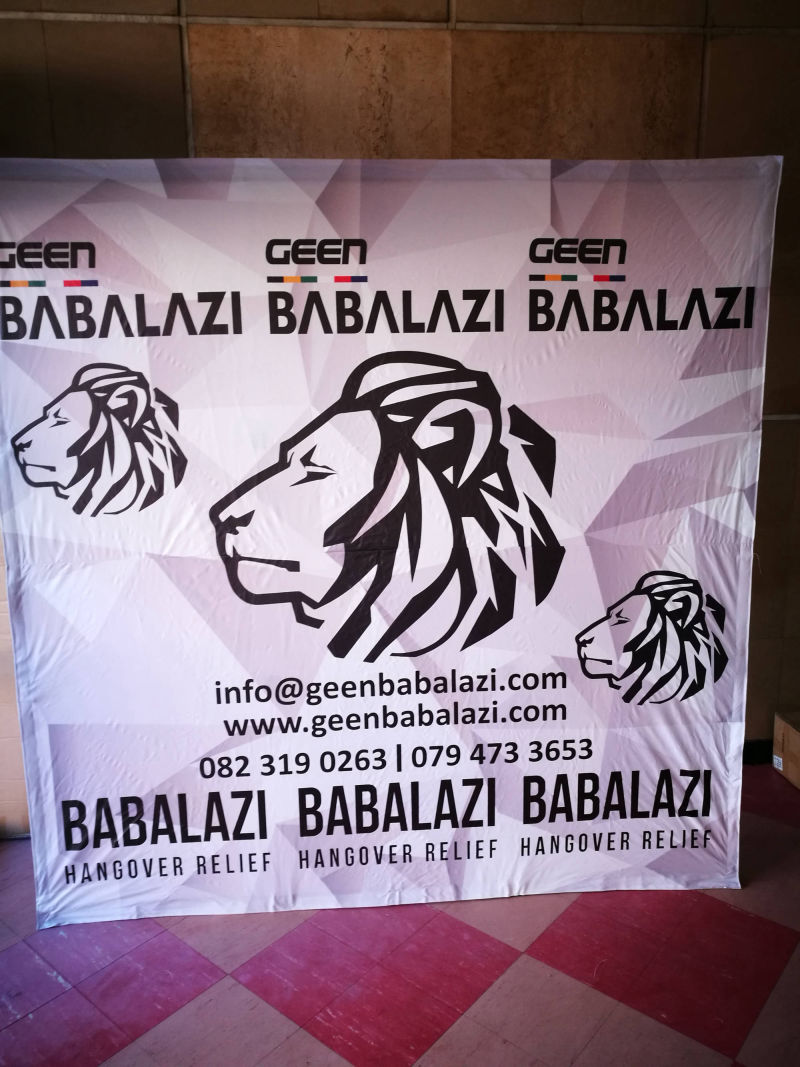 GEEN GEEN GEEN
BABALAZI BABALAZI BABALAZI
info@geenbabalazi.com
www.geenbabalazi.com
082 319 0263 | 079 473 3653
BABALAZI BABALAZI BABALAZI
HANGOVER RELIEF HANGOVER RELIEF HANGOVER RELIEF